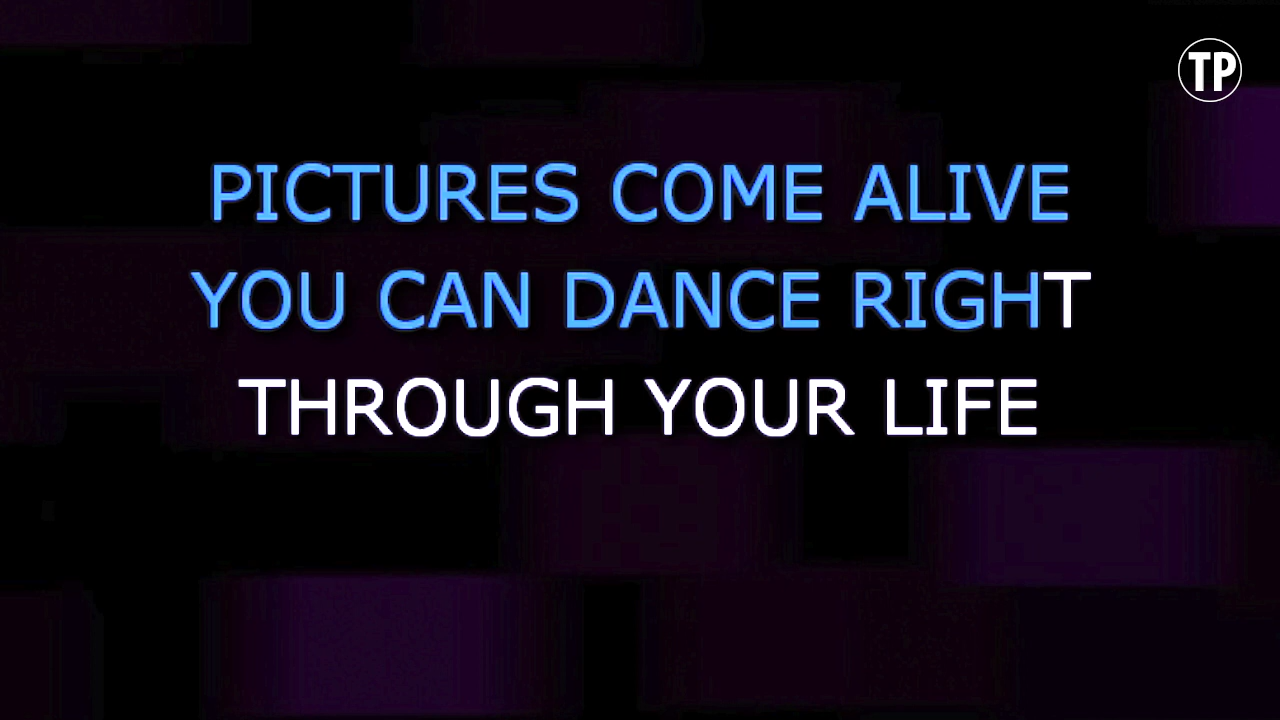 TP
PICTURES COME ALIVE
YOU CAN DANCE RIGHT
THROUGH YOUR LIFE